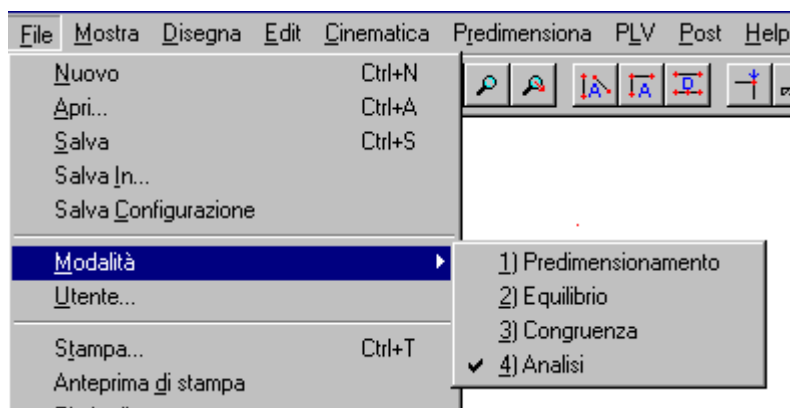 File Mostra Disegna Edit Cinematica Predimensiona PLV Post Help
Nuovo Ctrl+N
Apri... Ctrl+A
Salva Ctrl+S
Salva In...
Salva Configurazione
Modalità
1) Predimensionamento
Utente...
2) Equilibrio
3) Congruenza
Stampa... Ctrl+T
4) Analisi
Anteprima di stampa